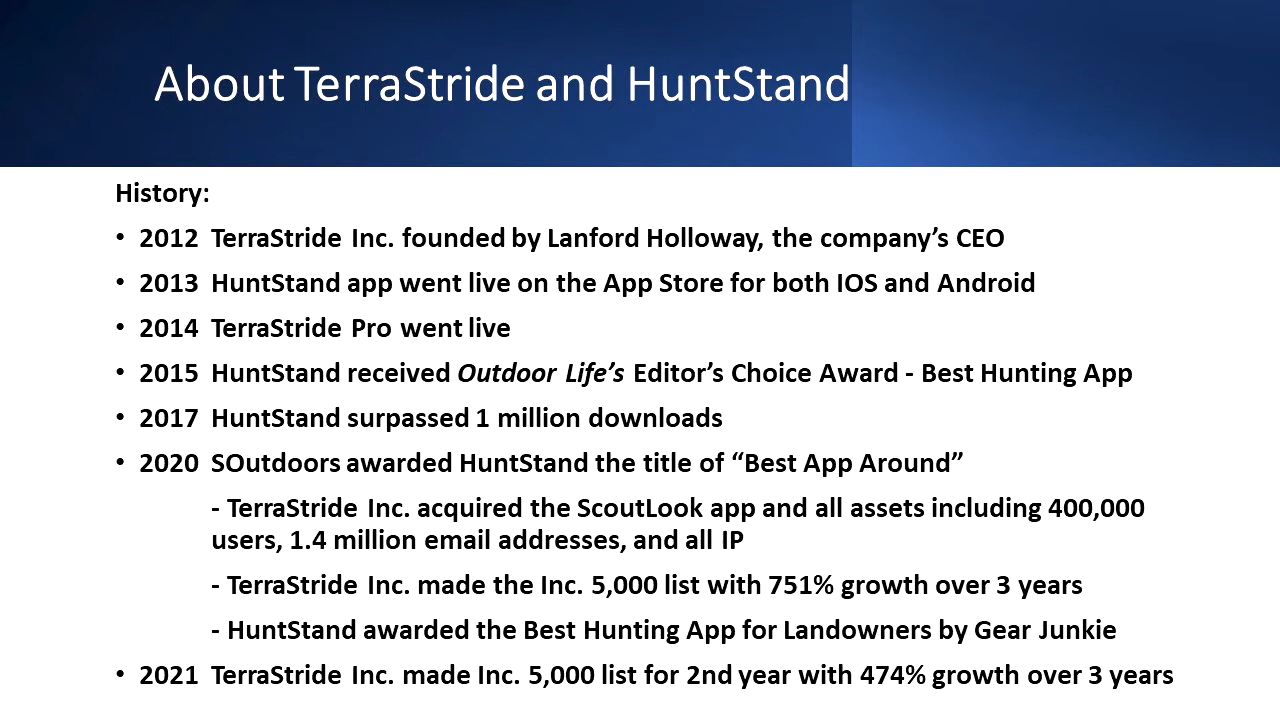 About TerraStride and HuntStand
History:
• 2012 TerraStride Inc. founded by Lanford Holloway, the company’s CEO
• 2013 HuntStand app went live on the App Store for both IOS and Android
• 2014 TerraStride Pro went live
• 2015 HuntStand received Outdoor Life’s Editor’s Choice Award - Best Hunting App
• 2017 HuntStand surpassed 1 million downloads
• 2020 SOutdoors awarded HuntStand the title of “Best App Around”
- TerraStride Inc. acquired the ScoutLook app and all assets including 400,000
users, 1.4 million email addresses, and all IP
- TerraStride Inc. made the Inc. 5,000 list with 751% growth over 3 years
- HuntStand awarded the Best Hunting App for Landowners by Gear Junkie
• 2021 TerraStride Inc. made Inc. 5,000 list for 2nd year with 474% growth over 3 years